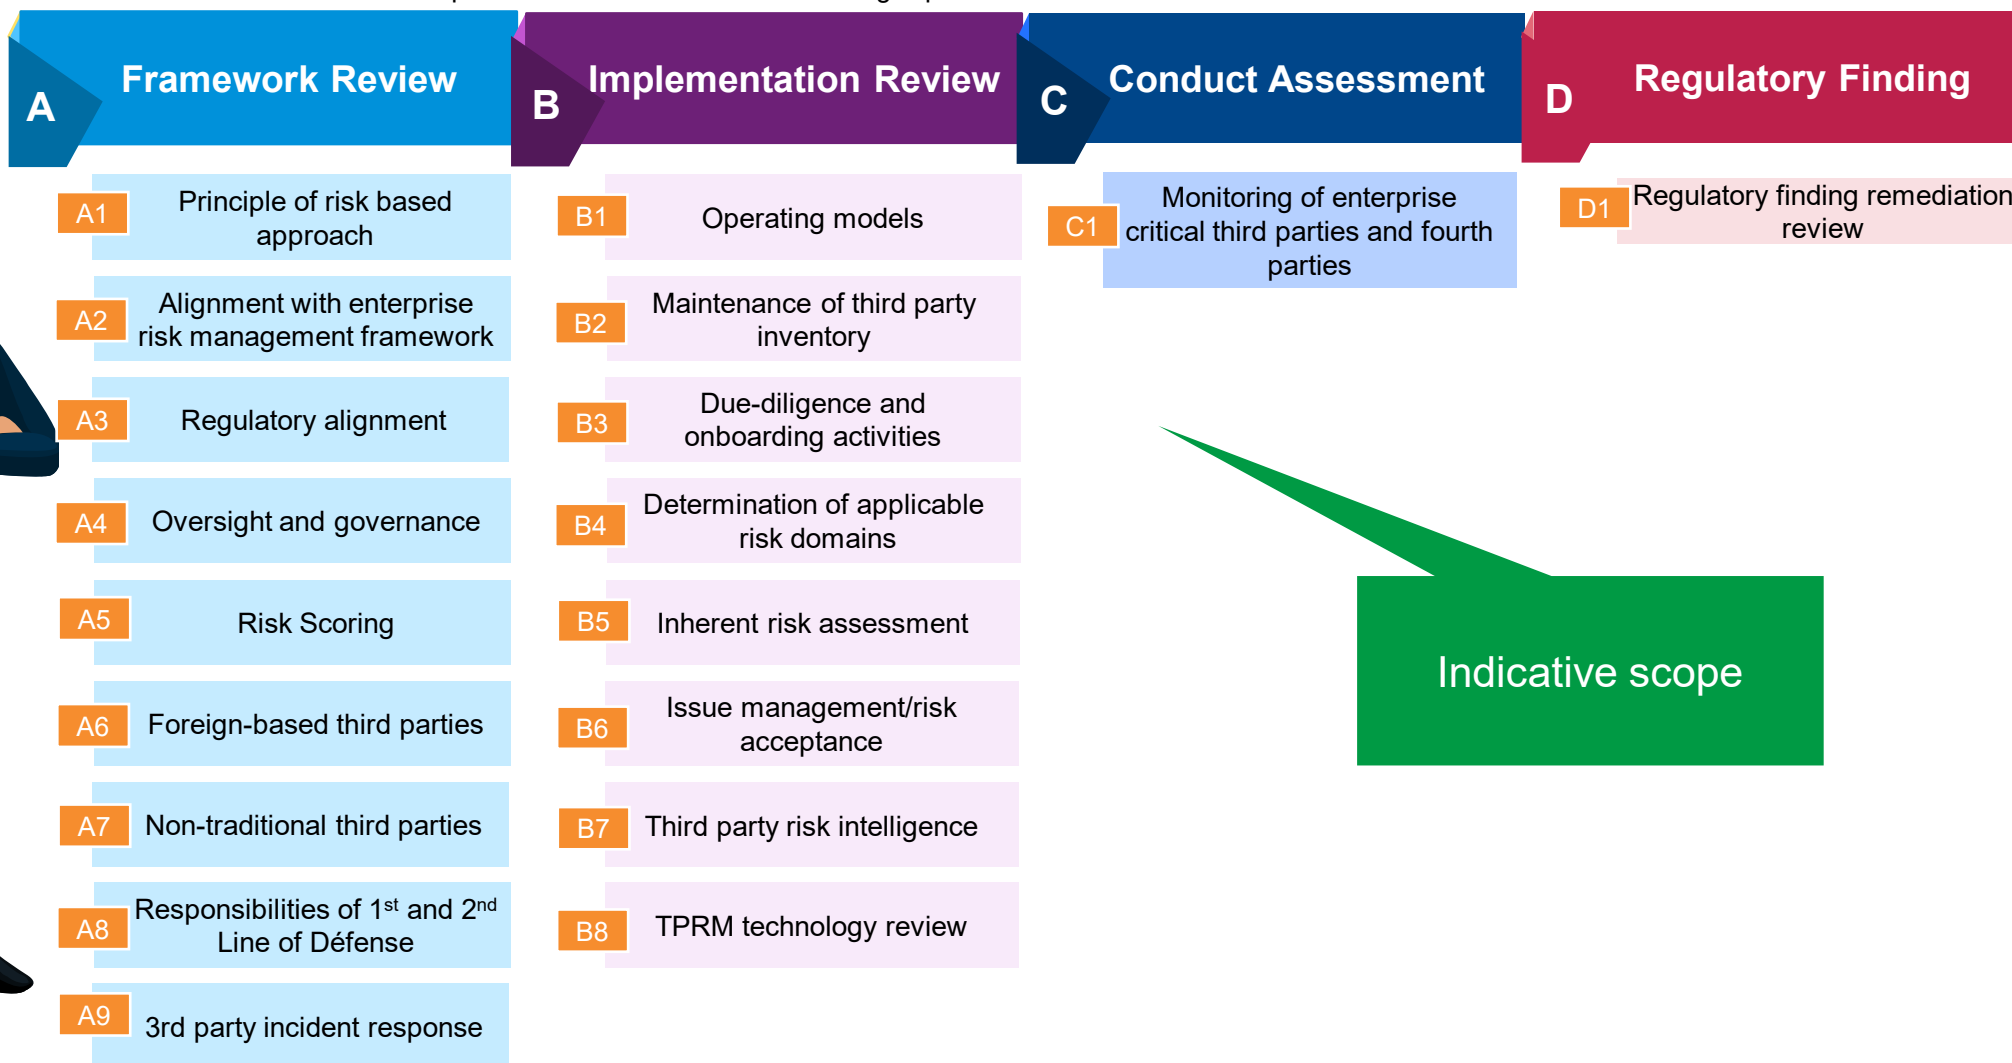 A
Framework Review
B
Implementation Review
C
Conduct Assessment
D
Regulatory Finding
A1
Principle of risk based
approach
A2
Alignment with enterprise
risk management framework
A3
Regulatory alignment
A4
Oversight and governance
A5
Risk Scoring
A6
Foreign-based third parties
A7
Non-traditional third parties
A8
Responsibilities of 1st and 2nd
Line of Défense
A9
3rd party incident response
B1
Operating models
B2
Maintenance of third party
inventory
B3
Due-diligence and
onboarding activities
B4
Determination of applicable
risk domains
B5
Inherent risk assessment
B6
Issue management/risk
acceptance
B7
Third party risk intelligence
B8
TPRM technology review
C1
Monitoring of enterprise
critical third parties and fourth
parties
D1
Regulatory finding remediation
review
Indicative scope